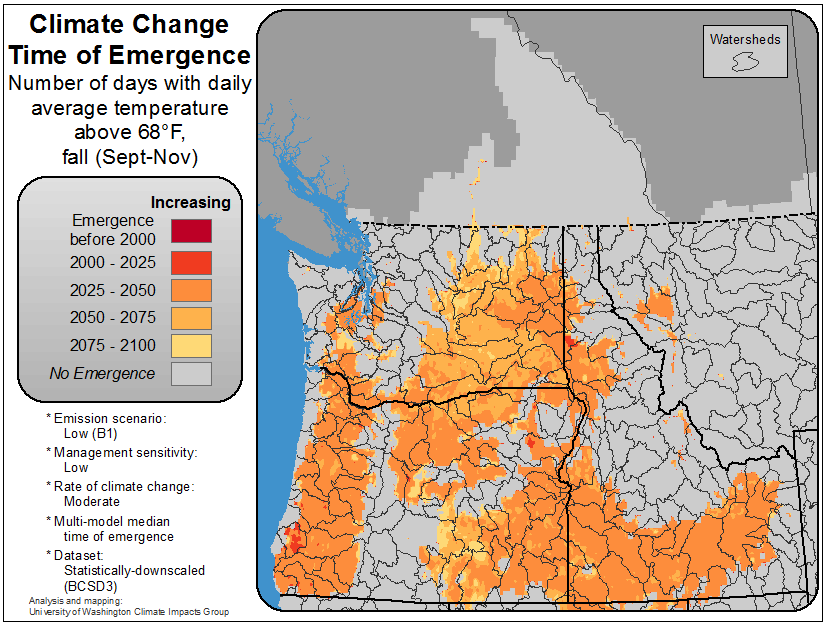 Climate Change
Time of Emergence
Number of days with daily
average temperature
above 68°F,
fall (Sept-Nov)
Increasing
Emergence
before 2000
2000 - 2025
2025 - 2050
2050 - 2075
2075 - 2100
No Emergence
* Emission scenario:
Low (B1)
* Management sensitivity:
Low
* Rate of climate change:
Moderate
* Multi-model median
time of emergence
* Dataset:
Statistically-downscaled
(BCSD3)
Analysis and mapping:
University of Washington Climate Impacts Group
Watersheds